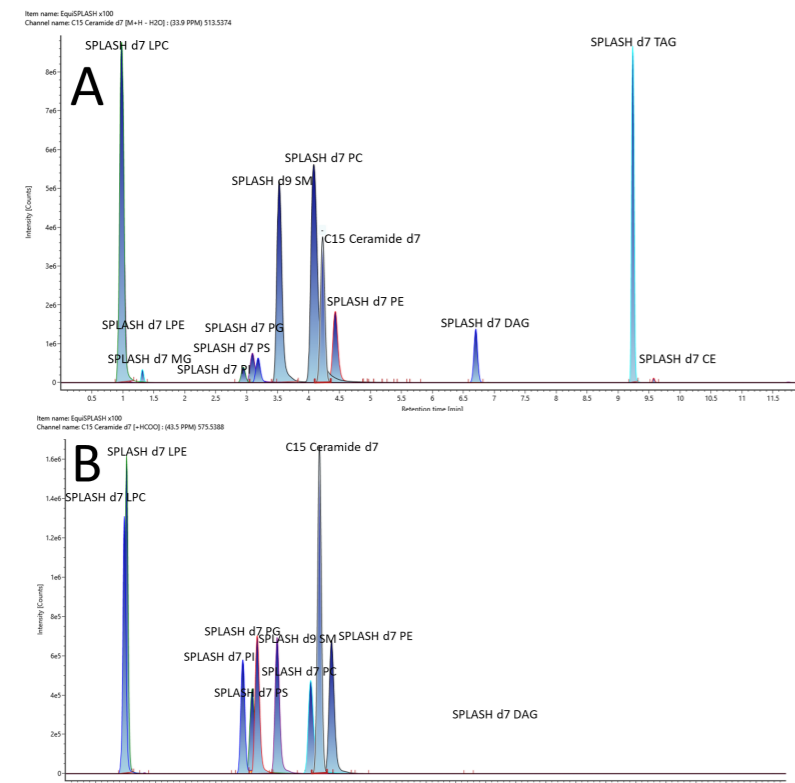 Item name: EquiSPLASH x100
Channel name: C15 Ceramide d7 [M+H - H2O] : (33.9 PPM) 513.5374
A
SPLASH d7 LPC
SPLASH d7 TAG
8e6
7e6
6e6
SPLASH d7 PC
SPLASH d9 SM
5e6
Intensity [Counts]
4e6
C15 Ceramide d7
3e6
SPLASH d7 PE
2e6
SPLASH d7 LPE
SPLASH d7 PG
SPLASH d7 DAG
1e6
SPLASH d7 PS
SPLASH d7 MG
SPLASH d7 PI
SPLASH d7 CE
0
0.5 1 1.5 2 2.5 3 3.5 4 4.5 5 5.5 6 6.5 7 7.5 8 8.5 9 9.5 10 10.5 11 11.5
Retention time [min]
Item name: EquiSPLASH x100
Channel name: C15 Ceramide d7 [+HCOO] : (43.5 PPM) 575.5388
B
SPLASH d7 LPE
C15 Ceramide d7
1.6e6
SPLASH d7 LPC
1.4e6
1.2e6
1e6
Intensity [Counts]
8e5
SPLASH d7 PG
SPLASH d9 SM
SPLASH d7 PE
6e5
SPLASH d7 PI
SPLASH d7 PC
4e5
SPLASH d7 PS
SPLASH d7 DAG
2e5
0